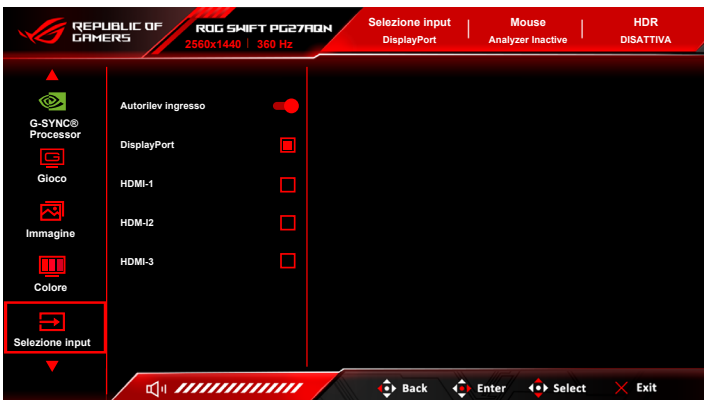 REPUBLIC OF
GAMERS
ROG SWIFT PG27AQN
2560x1440 | 360 Hz
Selezione input
DisplayPort
Mouse
Analyzer Inactive
HDR
DISATTIVA
G-SYNC®
Processor
Gioco
Immagine
Colore
Selezione input
Autorilev ingresso
DisplayPort
HDMI-1
HDM-I2
HDMI-3
Back
Enter
Select
Exit